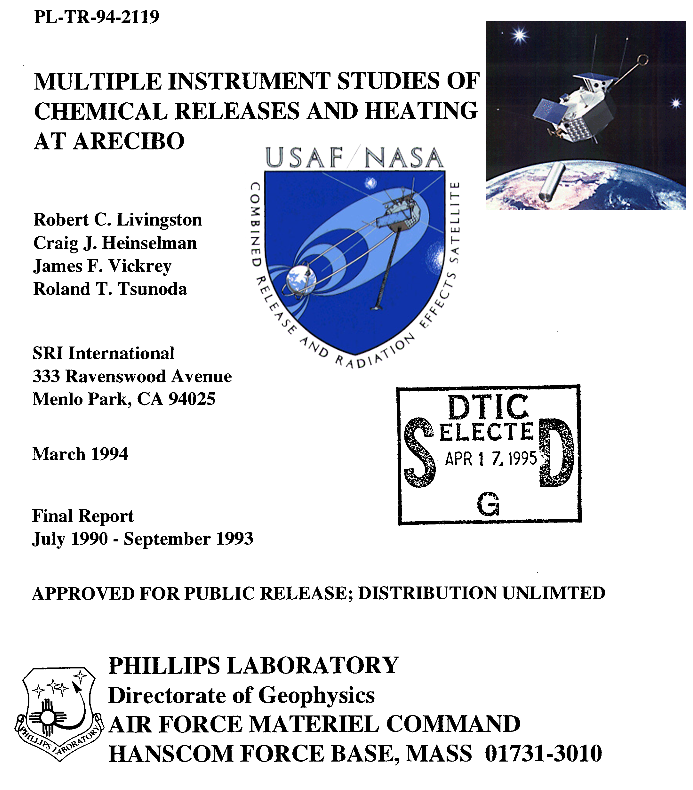 PL-TR-94-2119
MULTIPLE INSTRUMENT STUDIES OF
CHEMICAL RELEASES AND HEATING
AT ARECIBO
USAF/NASA
COMBINED RELEASE AND RADIATION EFFECTS SATELLITE
Robert C. Livingston
Craig J. Heinselman
James F. Vickrey
Roland T. Tsunoda
SRI International
333 Ravenswood Avenue
Menlo Park, CA 94025
March 1994
DTIC
SELECTED
APR 17, 1995
G
Final Report
July 1990 - September 1993
APPROVED FOR PUBLIC RELEASE; DISTRIBUTION UNLIMTED
PHILLIPS LABORATORY
PHILLIPS LABORATORY
Directorate of Geophysics
AIR FORCE MATERIEL COMMAND
HANSCOM FORCE BASE, MASS 01731-3010